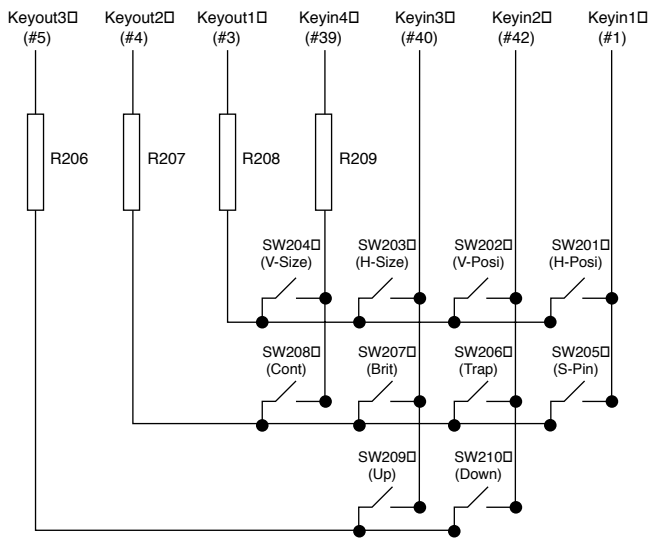 Keyout3□ Keyout2□ Keyout1□ Keyin4□ Keyin3□ Keyin2□ Keyin1□
(#5) (#4) (#3) (#39) (#40) (#42) (#1)
R206 R207 R208 R209
SW204□ SW203□ SW202□ SW201□
(V-Size) (H-Size) (V-Posi) (H-Posi)
SW208□ SW207□ SW206□ SW205□
(Cont) (Brit) (Trap) (S-Pin)
SW209□ SW210□
(Up) (Down)